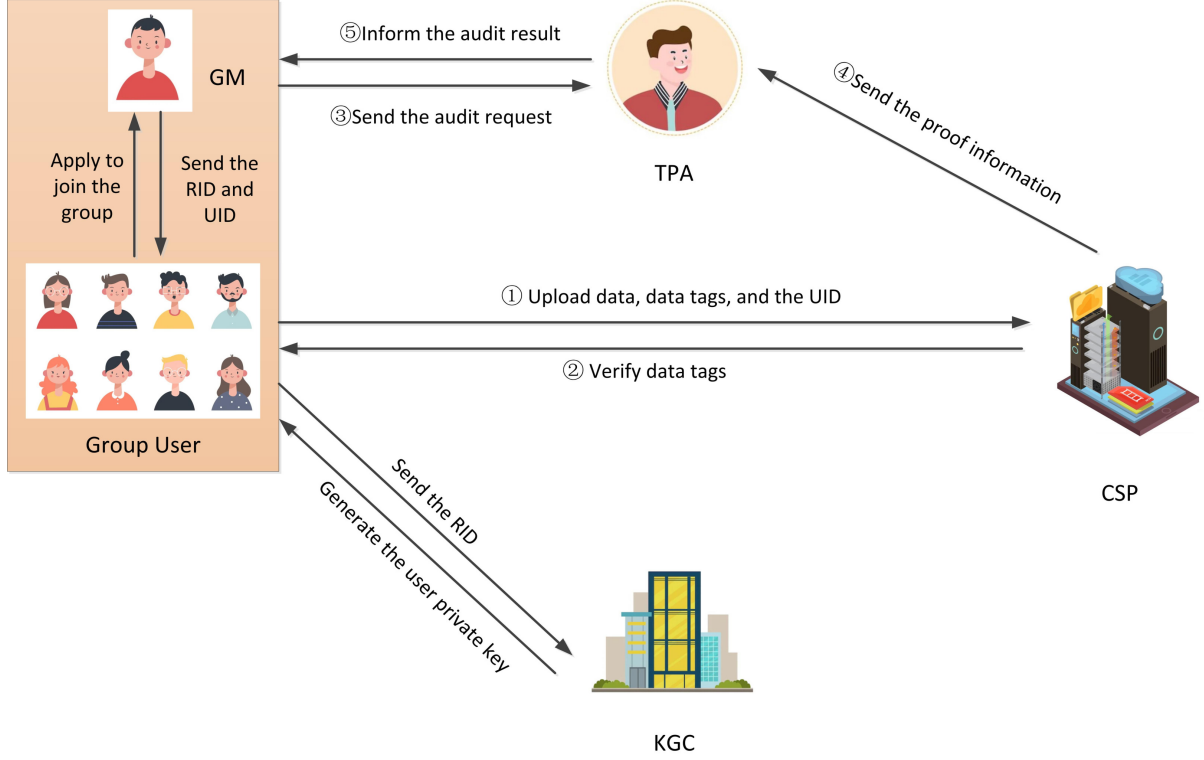 ⑤Inform the audit result
GM
③Send the audit request
④Send the proof information
TPA
Apply to
join the
group
Send the
RID and
UID
① Upload data, data tags, and the UID
② Verify data tags
Group User
CSP
Send the RID
Generate the user private key
KGC